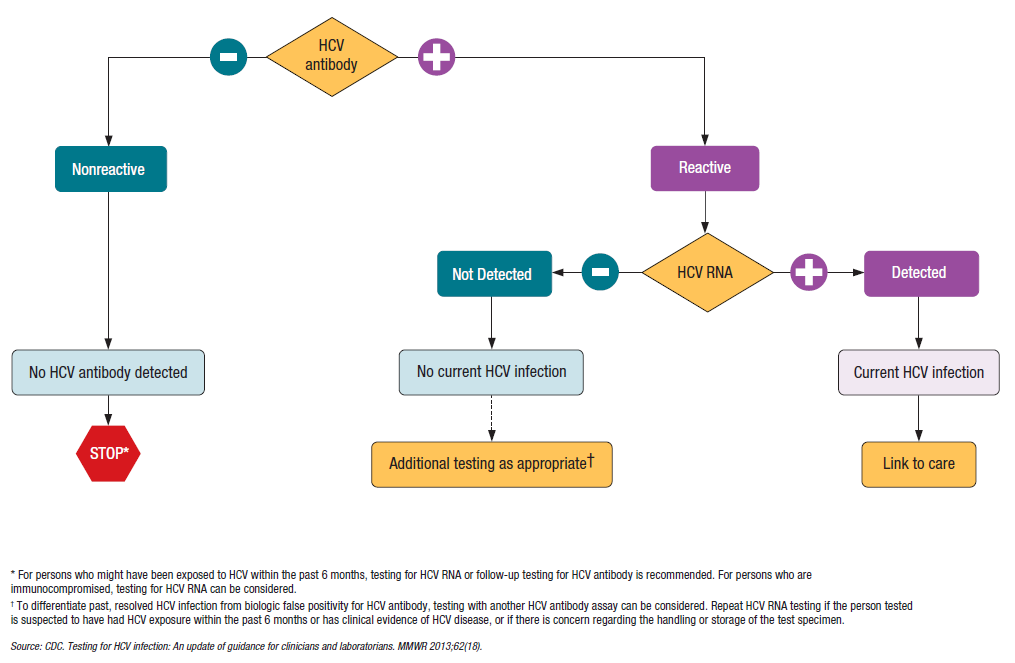 HCV
antibody
Nonreactive
Reactive
Not Detected
HCV RNA
Detected
No HCV antibody detected
No current HCV infection
Current HCV infection
STOP*
Additional testing as appropriate†
Link to care
* For persons who might have been exposed to HCV within the past 6 months, testing for HCV RNA or follow-up testing for HCV antibody is recommended. For persons who are
immunocompromised, testing for HCV RNA can be considered.
† To differentiate past, resolved HCV infection from biologic false positivity for HCV antibody, testing with another HCV antibody assay can be considered. Repeat HCV RNA testing if the person tested
is suspected to have had HCV exposure within the past 6 months or has clinical evidence of HCV disease, or if there is concern regarding the handling or storage of the test specimen.
Source: CDC. Testing for HCV infection: An update of guidance for clinicians and laboratorians. MMWR 2013;62(18).